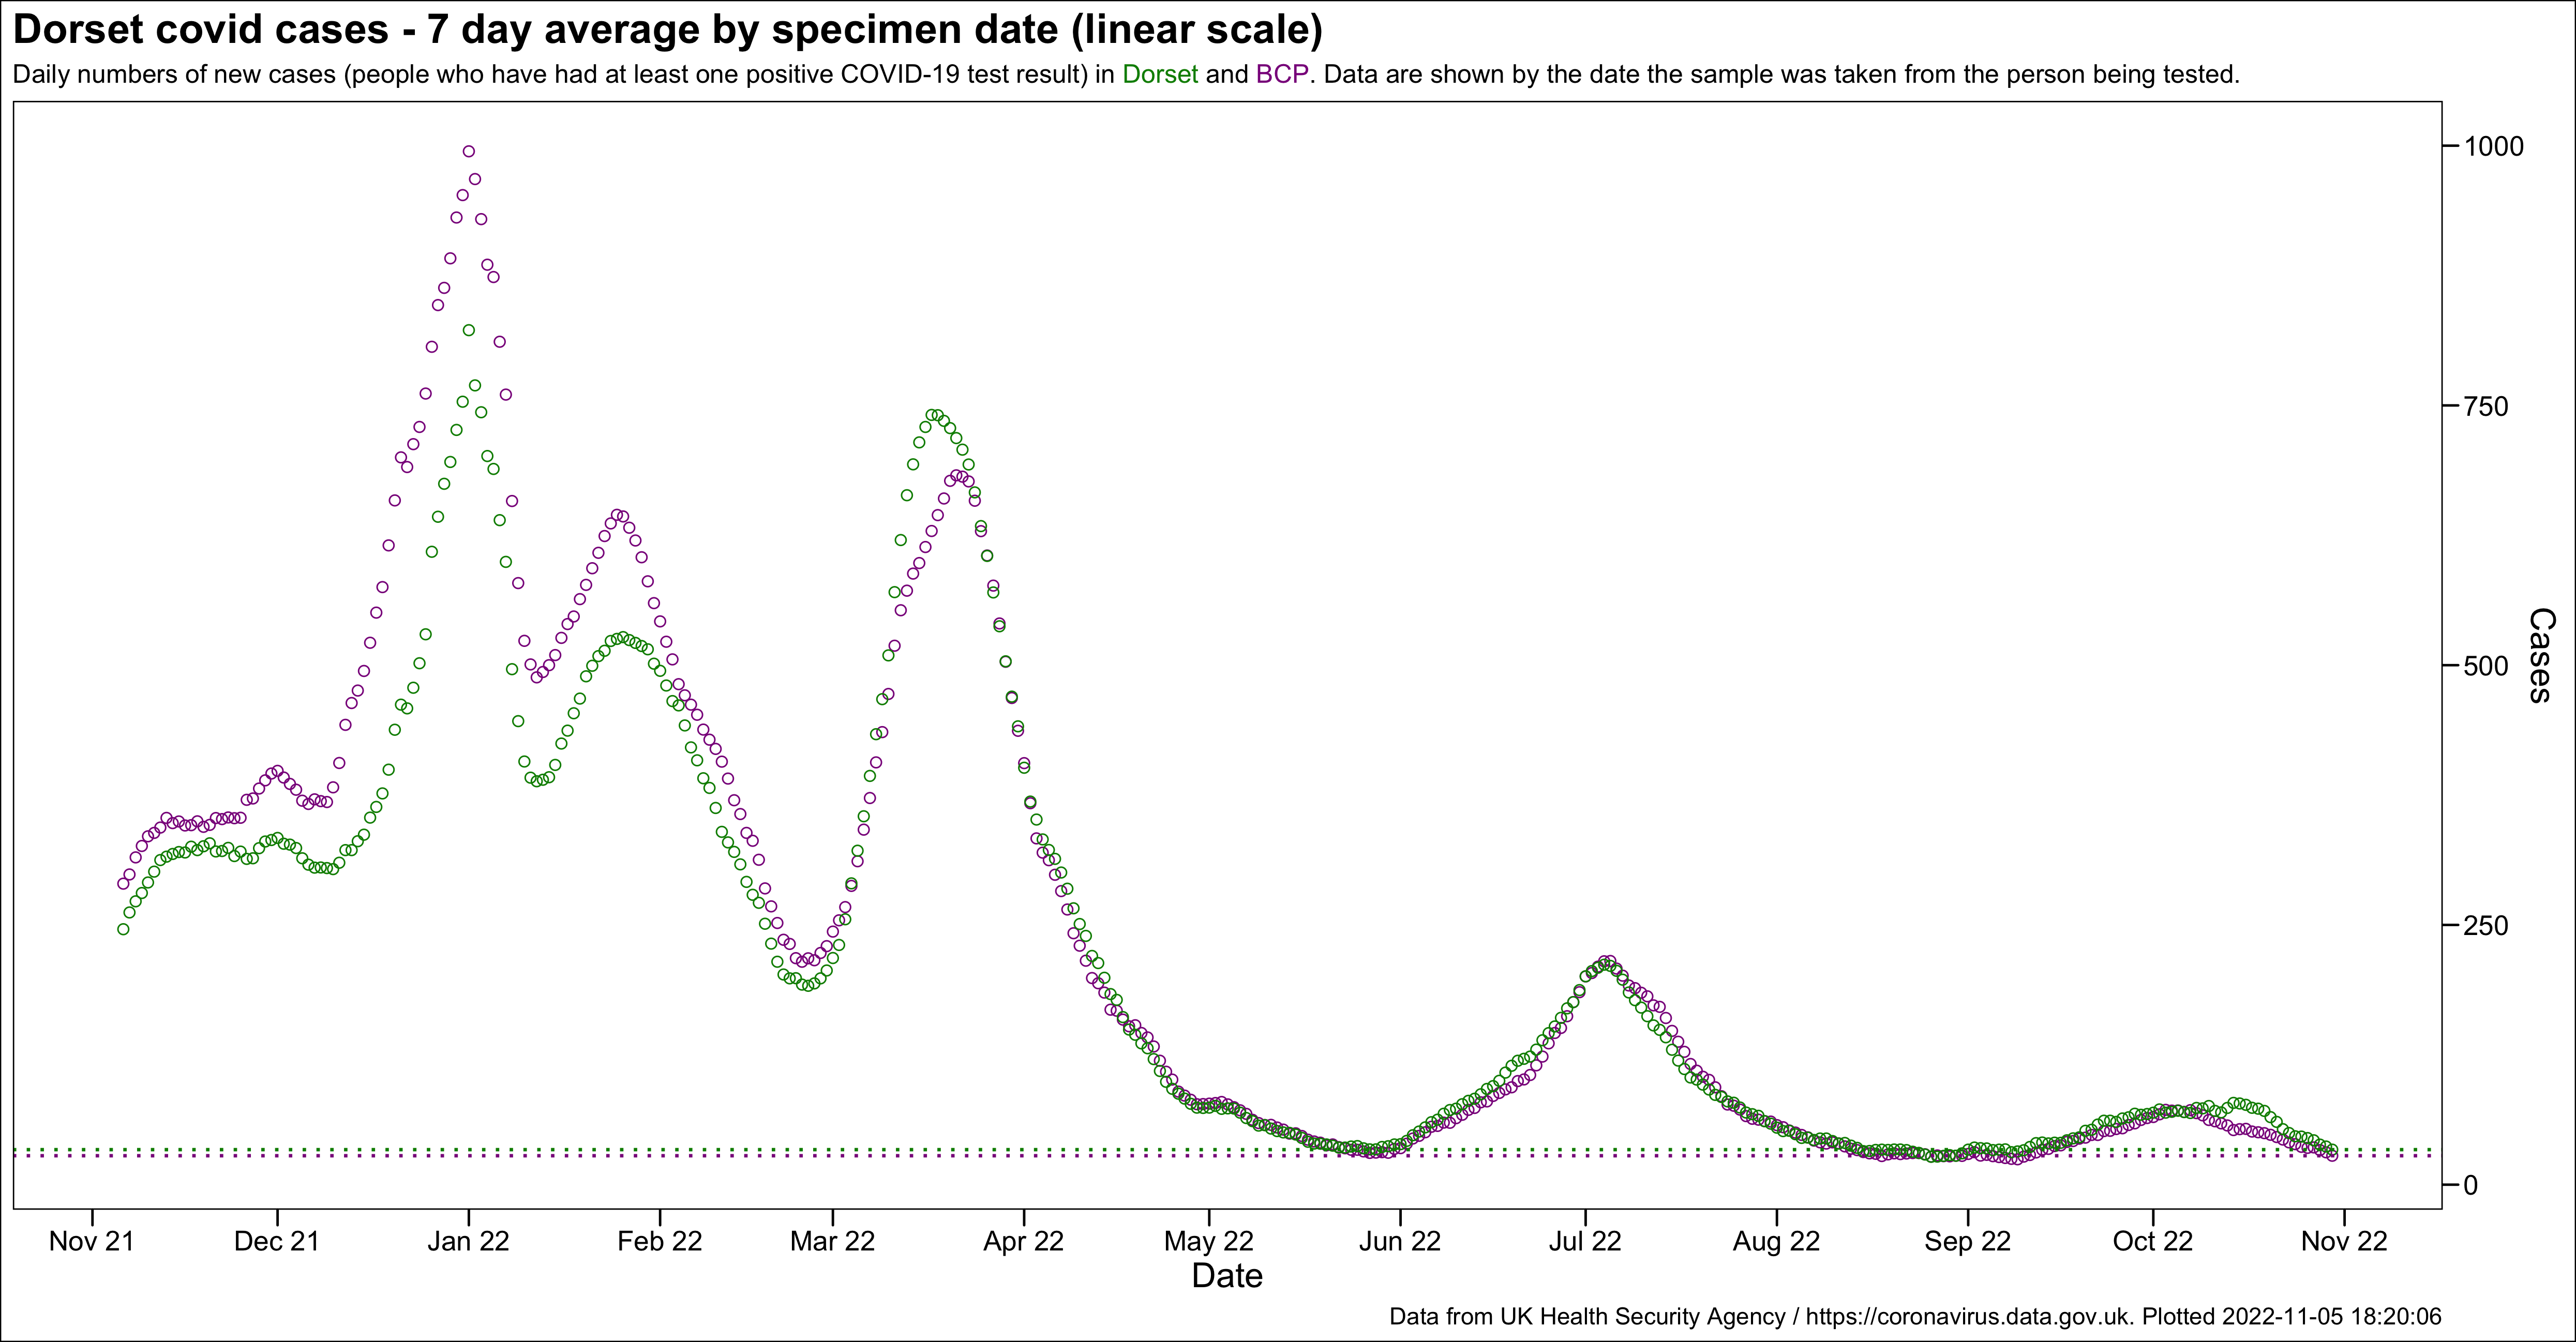 Dorset covid cases - 7 day average by specimen date (linear scale)
Daily numbers of new cases (people who have had at least one positive COVID-19 test result) in Dorset and BCP. Data are shown by the date the sample was taken from the person being tested.
1000
750
500
250
0
Cases
Nov 21 Dec 21 Jan 22 Feb 22 Mar 22 Apr 22 May 22 Jun 22 Jul 22 Aug 22 Sep 22 Oct 22 Nov 22
Date
Data from UK Health Security Agency / https://coronavirus.data.gov.uk. Plotted 2022-11-05 18:20:06